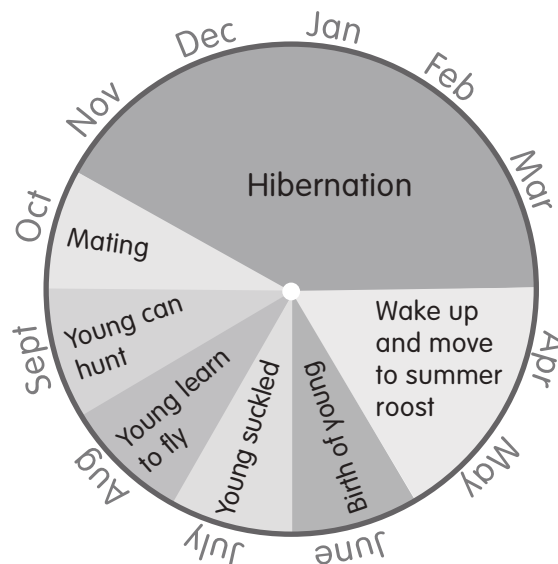 Jan
Feb
Mar
Apr
May
June
July
Aug
Sept
Oct
Nov
Dec
Hibernation
Wake up
and move
to summer
roost
Birth of young
Young suckled
Young learn
to fly
Young can
hunt
Mating